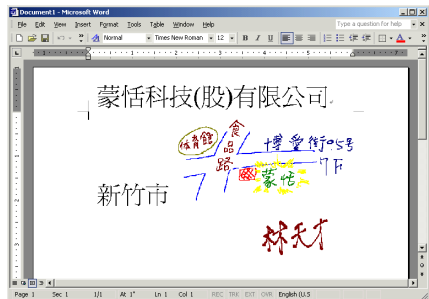 Document1 - Microsoft Word
File Edit View Insert Format Tools Table Window Help Type a question for help
Normal Times New Roman 12 B I U
蒙恬科技(股)有限公司
體育館
食品路
博愛街95號
7F
蒙恬
新竹市
林天才
Page 1 Sec 1 1/1 At 1" Ln 1 Col 1 REC TRK EXT OVR English (U.S